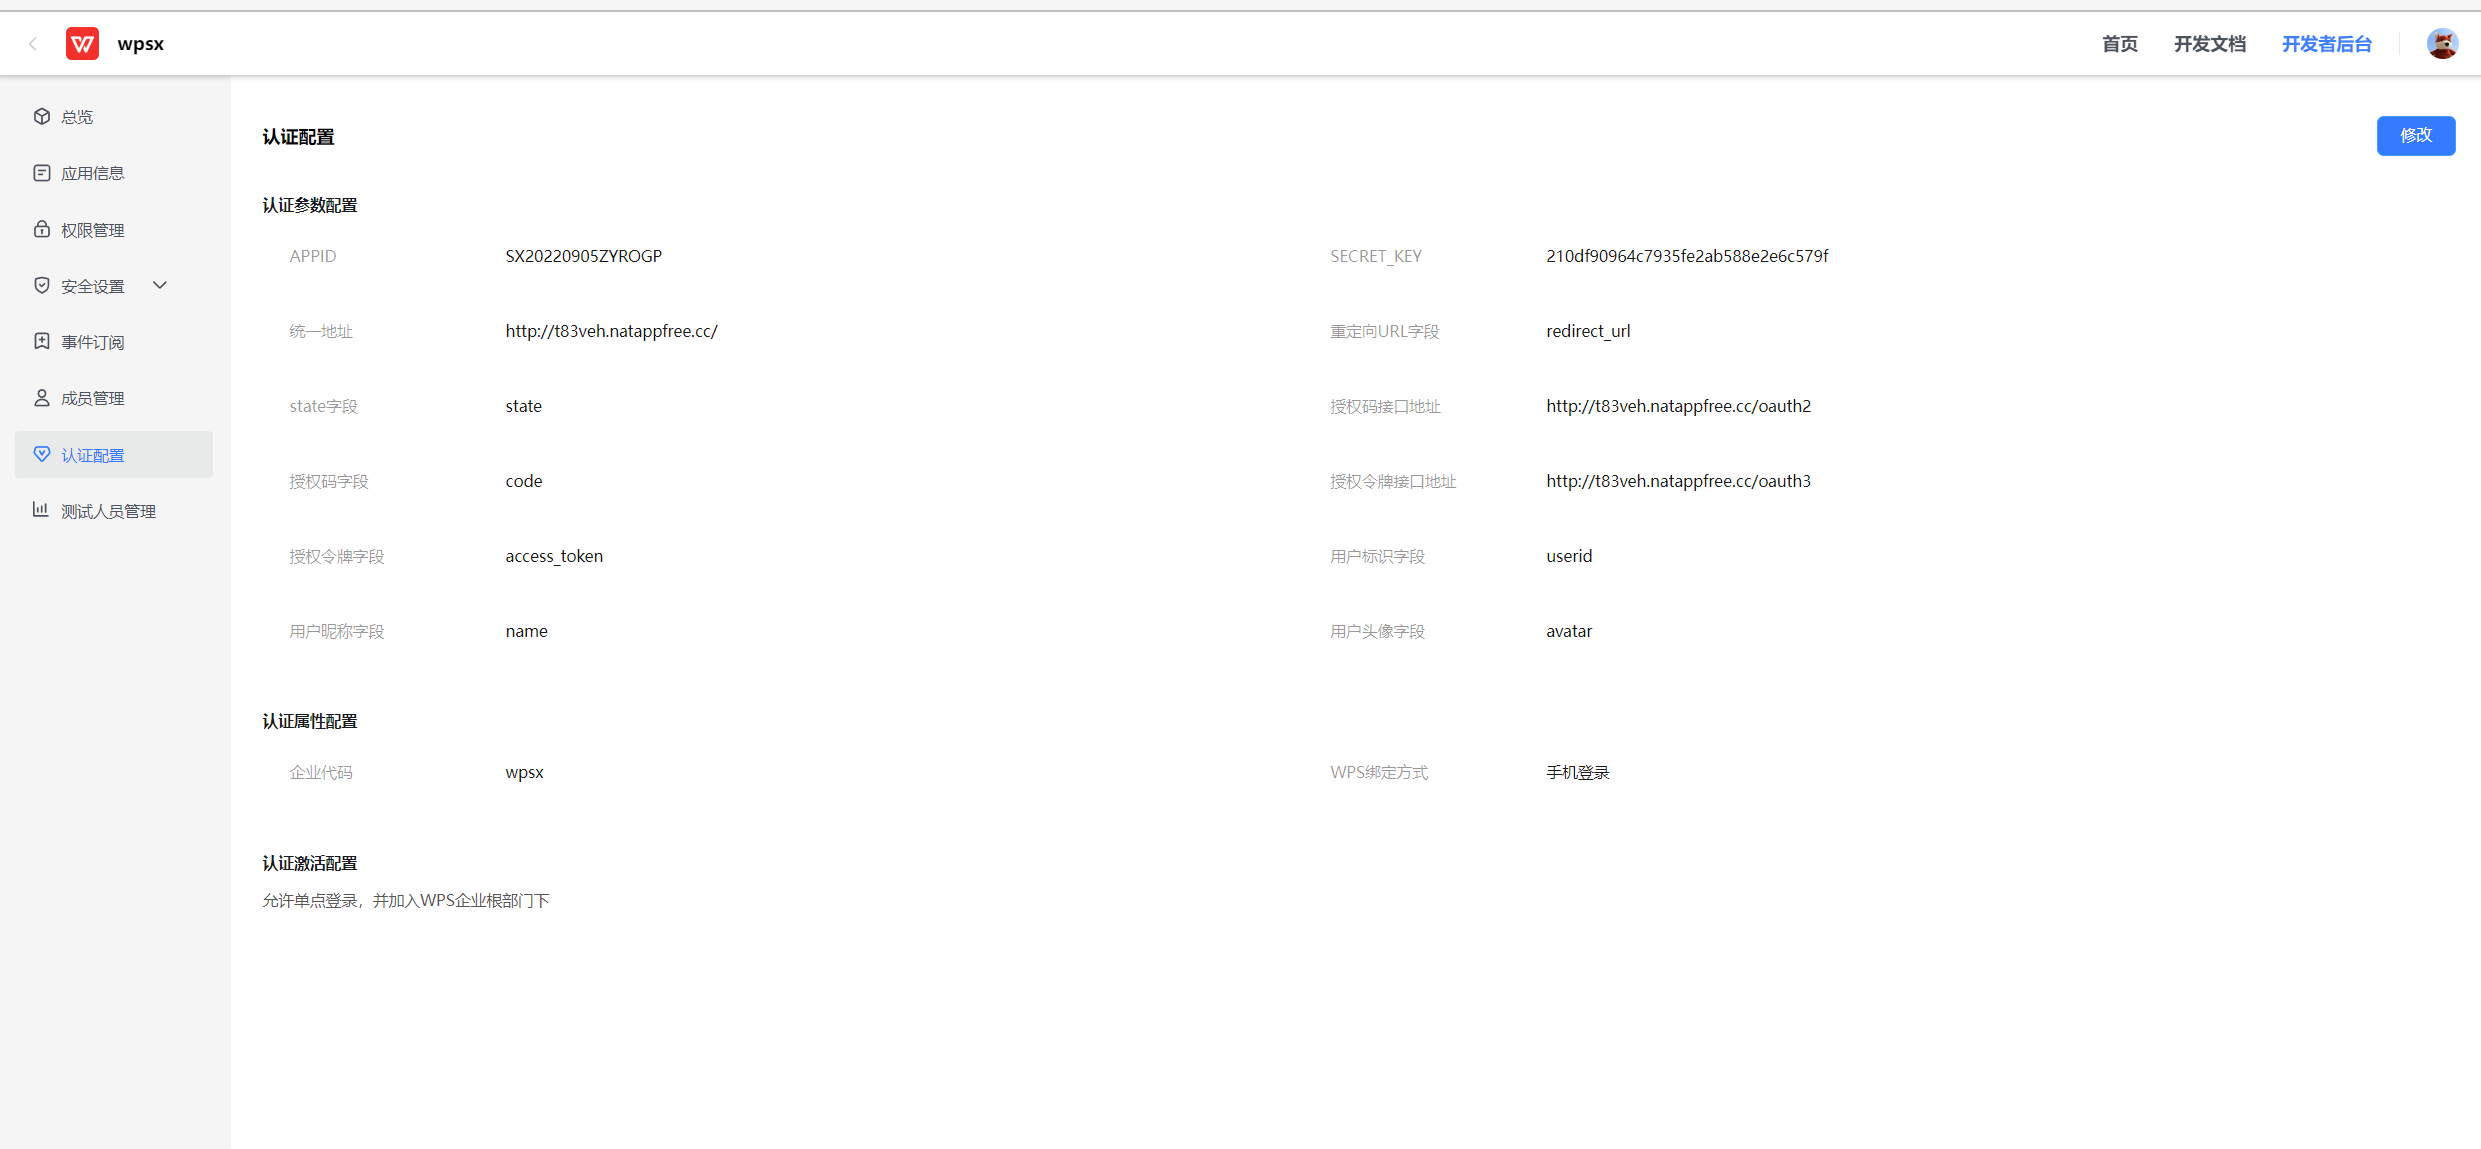 wpsx
首页 开发文档 开发者后台
总览
应用信息
权限管理
安全设置
事件订阅
成员管理
认证配置
测试人员管理
认证配置
修改
认证参数配置
APPID SX20220905ZYROGP SECRET_KEY 210df90964c7935fe2ab588e2e6c579f
统一地址 http://t83veh.natappfree.cc/ 重定向URL字段 redirect_url
state字段 state 授权码接口地址 http://t83veh.natappfree.cc/oauth2
授权码字段 code 授权令牌接口地址 http://t83veh.natappfree.cc/oauth3
授权令牌字段 access_token 用户标识字段 userid
用户昵称字段 name 用户头像字段 avatar
认证属性配置
企业代码 wpsx WPS绑定方式 手机登录
认证激活配置
允许单点登录，并加入WPS企业根部门下